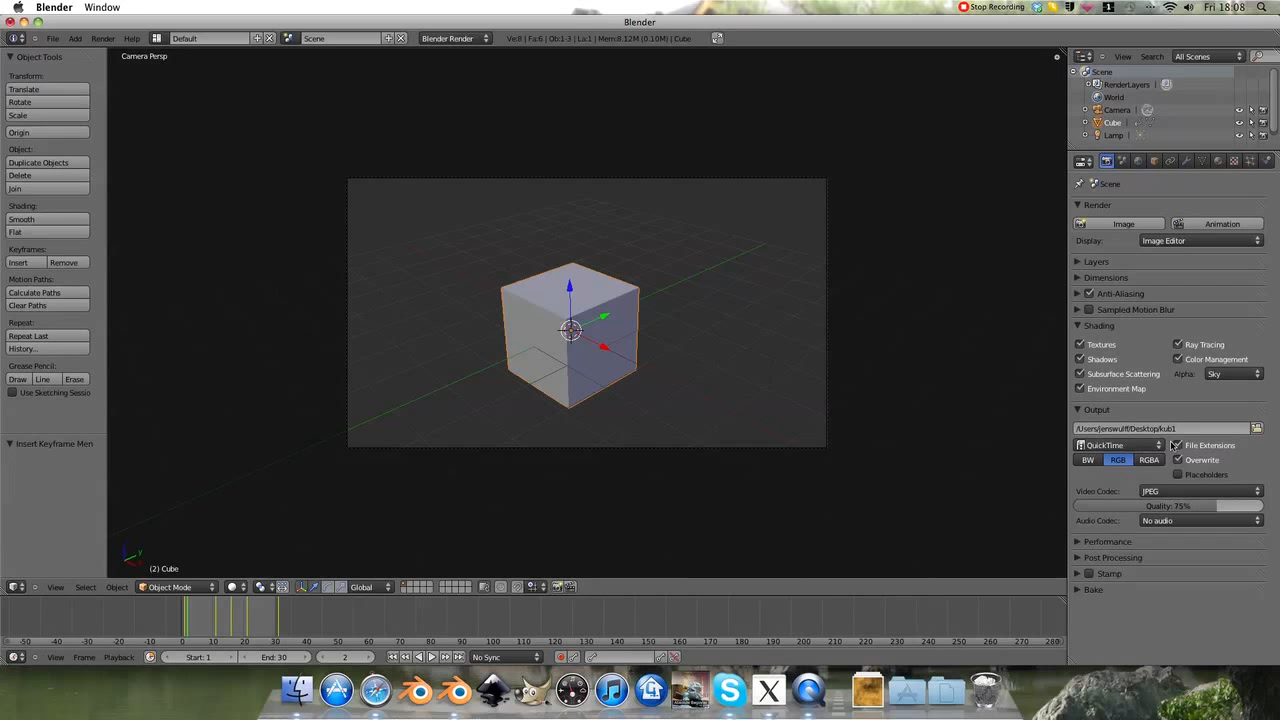 Blender Window Stop Recording 1 Fri 18:08
Blender
File Add Render Help Default Scene Blender Render Ve:8 | Fa:6 | Ob:1-3 | La:1 | Mem:8.12M (0.10M) | Cube
Object Tools
Transform:
Translate
Rotate
Scale
Origin
Object:
Duplicate Objects
Delete
Join
Shading:
Smooth
Flat
Keyframes:
Insert Remove
Motion Paths:
Calculate Paths
Clear Paths
Repeat:
Repeat Last
History...
Grease Pencil:
Draw Line Erase
Use Sketching Sessio
Insert Keyframe Men
Camera Persp
y
(2) Cube
View Select Object Object Mode Global
-50 -40 -30 -20 -10 0 10 20 30 40 50 60 70 80 90 100 110 120 130 140 150 160 170 180 190 200 210 220 230 240 250 260 270 280
View Frame Playback Start: 1 End: 30 2 No Sync
View Search All Scenes
Scene
RenderLayers
World
Camera
Cube
Lamp
Scene
Render
Image Animation
Display: Image Editor
Layers
Dimensions
Anti-Aliasing
Sampled Motion Blur
Shading
Textures Ray Tracing
Shadows Color Management
Subsurface Scattering Alpha: Sky
Environment Map
Output
/Users/jenswulff/Desktop/kub1
QuickTime File Extensions
BW RGB RGBA Overwrite
Placeholders
Video Codec: JPEG
Quality: 75%
Audio Codec: No audio
Performance
Post Processing
Stamp
Bake